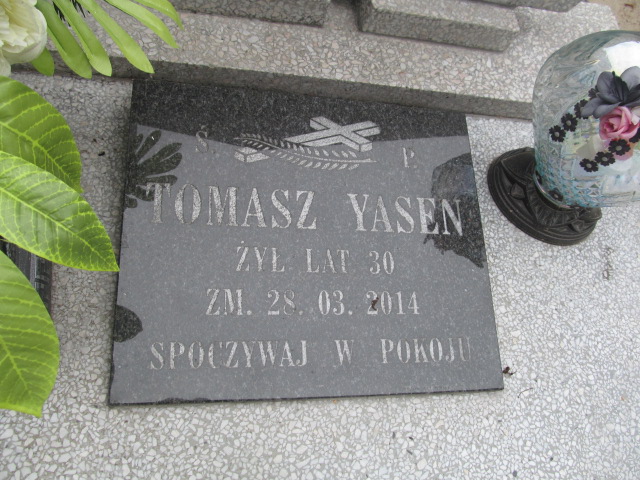 Ś P
TOMASZ YASEN
ŻYŁ LAT 30
ZM. 28. 03. 2014
SPOCZYWAJ W POKOJU